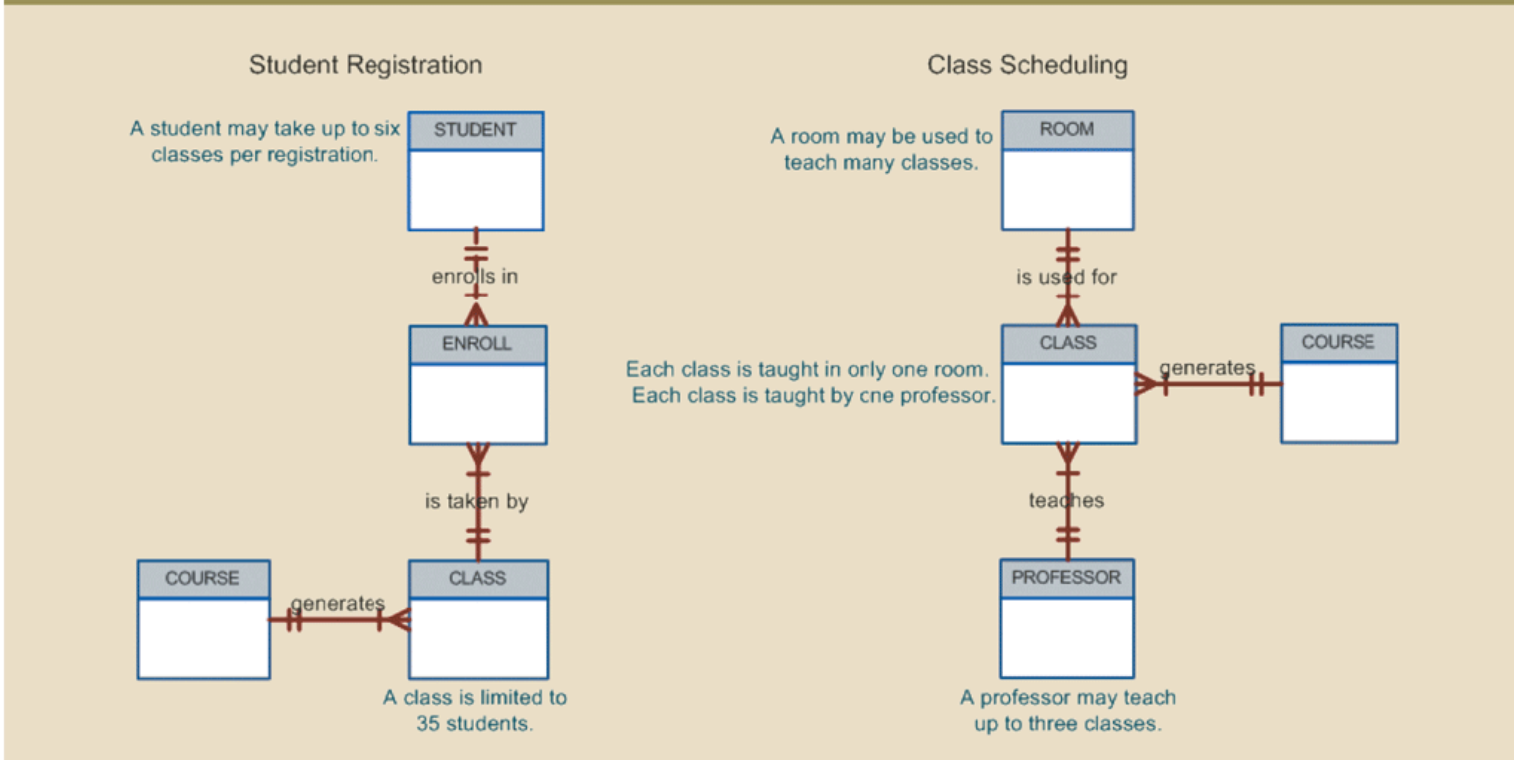 Student Registration
A student may take up to six
classes per registration.
STUDENT
enrolls in
ENROLL
is taken by
COURSE
generates
CLASS
A class is limited to
35 students.
Class Scheduling
A room may be used to
teach many classes.
ROOM
is used for
Each class is taught in only one room.
Each class is taught by cne professor.
CLASS
generates
COURSE
teaches
PROFESSOR
A professor may teach
up to three classes.